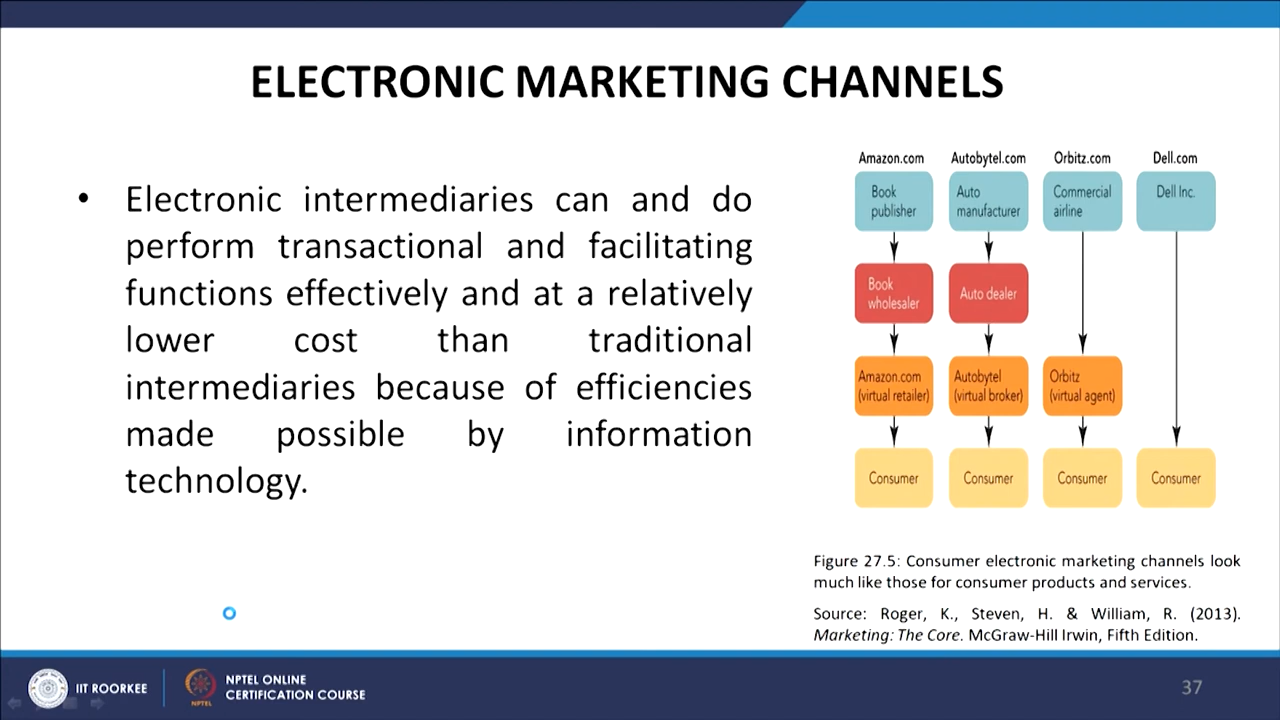 ELECTRONIC MARKETING CHANNELS
• Electronic intermediaries can and do
perform transactional and facilitating
functions effectively and at a relatively
lower cost than traditional
intermediaries because of efficiencies
made possible by information
technology.
Amazon.com Autobytel.com Orbitz.com Dell.com
Book
publisher
Auto
manufacturer
Commercial
airline
Dell Inc.
Book
wholesaler
Auto dealer
Amazon.com
(virtual retailer)
Autobytel
(virtual broker)
Orbitz
(virtual agent)
Consumer Consumer Consumer Consumer
Figure 27.5: Consumer electronic marketing channels look
much like those for consumer products and services.
Source: Roger, K., Steven, H. & William, R. (2013).
Marketing: The Core. McGraw-Hill Irwin, Fifth Edition.
IIT ROORKEE
NPTEL
NPTEL ONLINE
CERTIFICATION COURSE
37